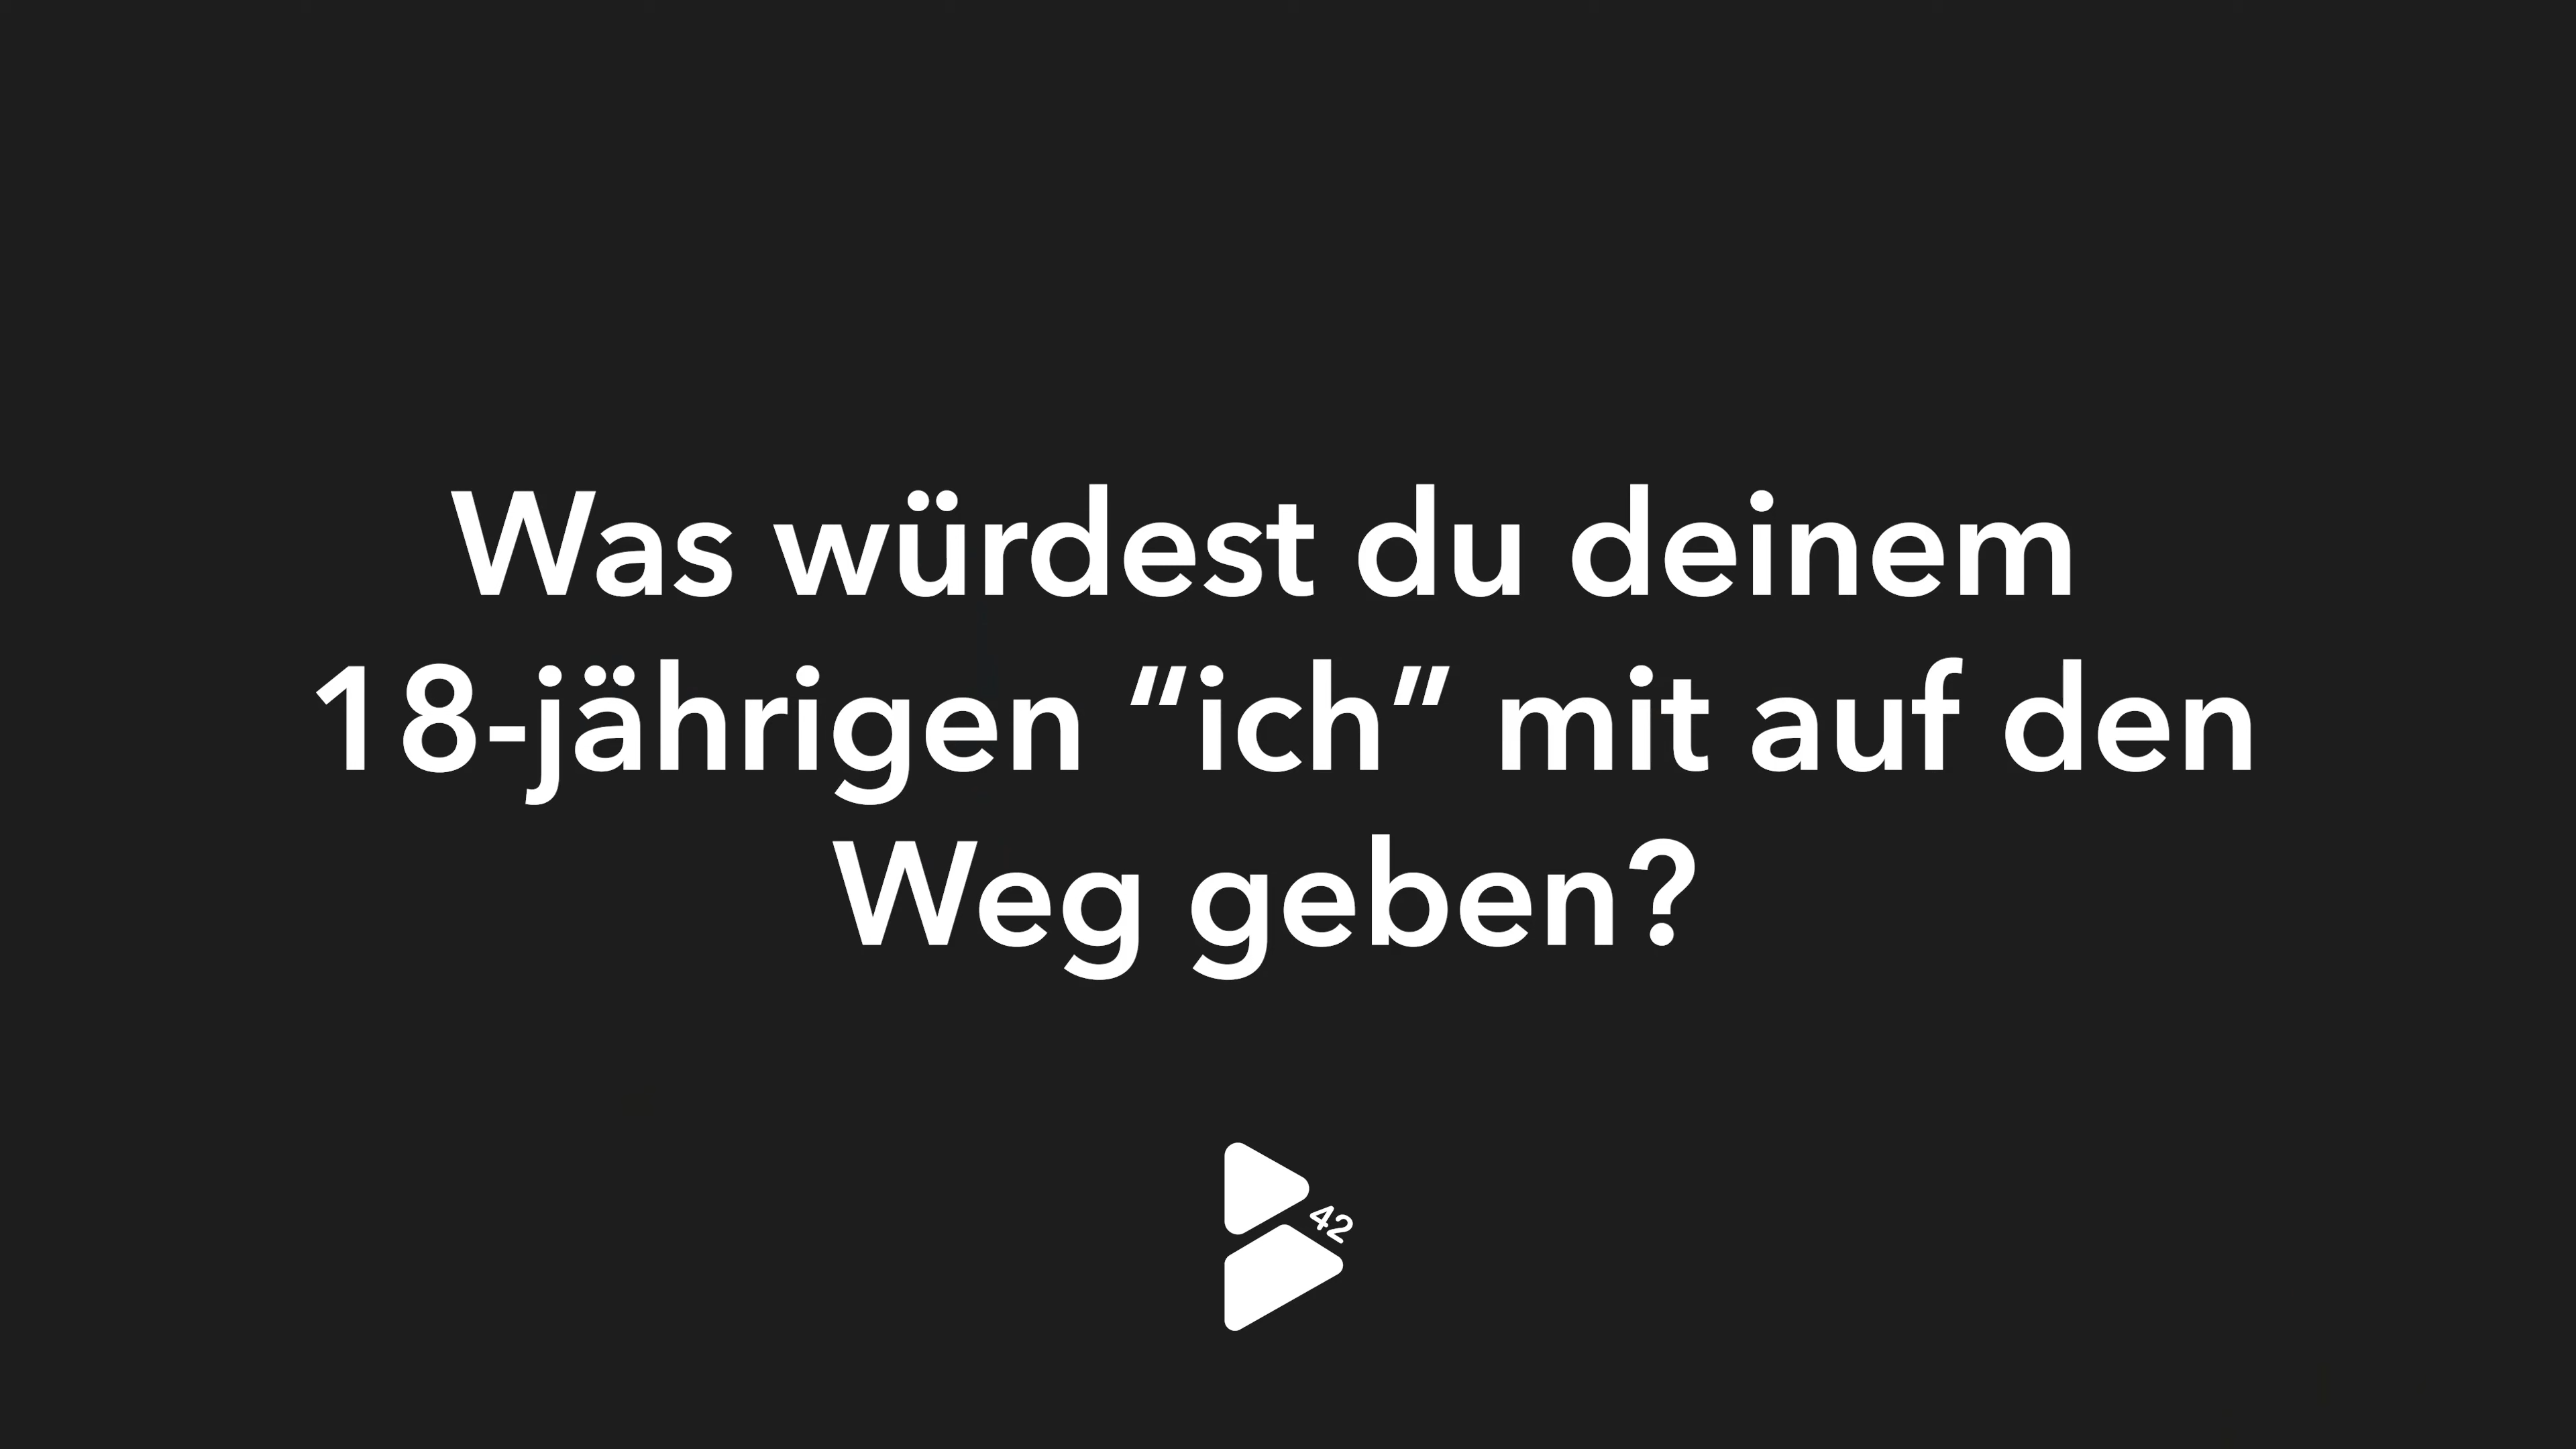 Was würdest du deinem
18-jährigen “ich” mit auf den
Weg geben?
42